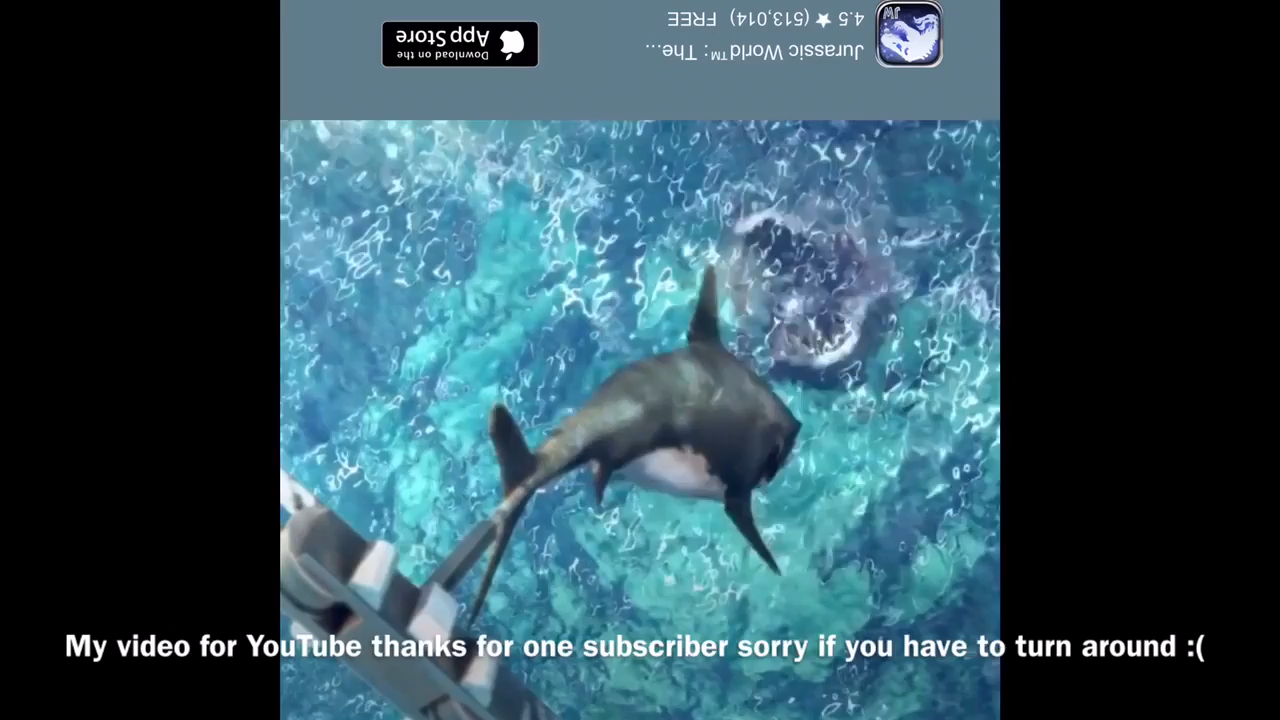 Jurassic World™: The...
4.5 ★ (513,014) FREE
JW
Download on the
App Store
My video for YouTube thanks for one subscriber sorry if you have to turn around :(